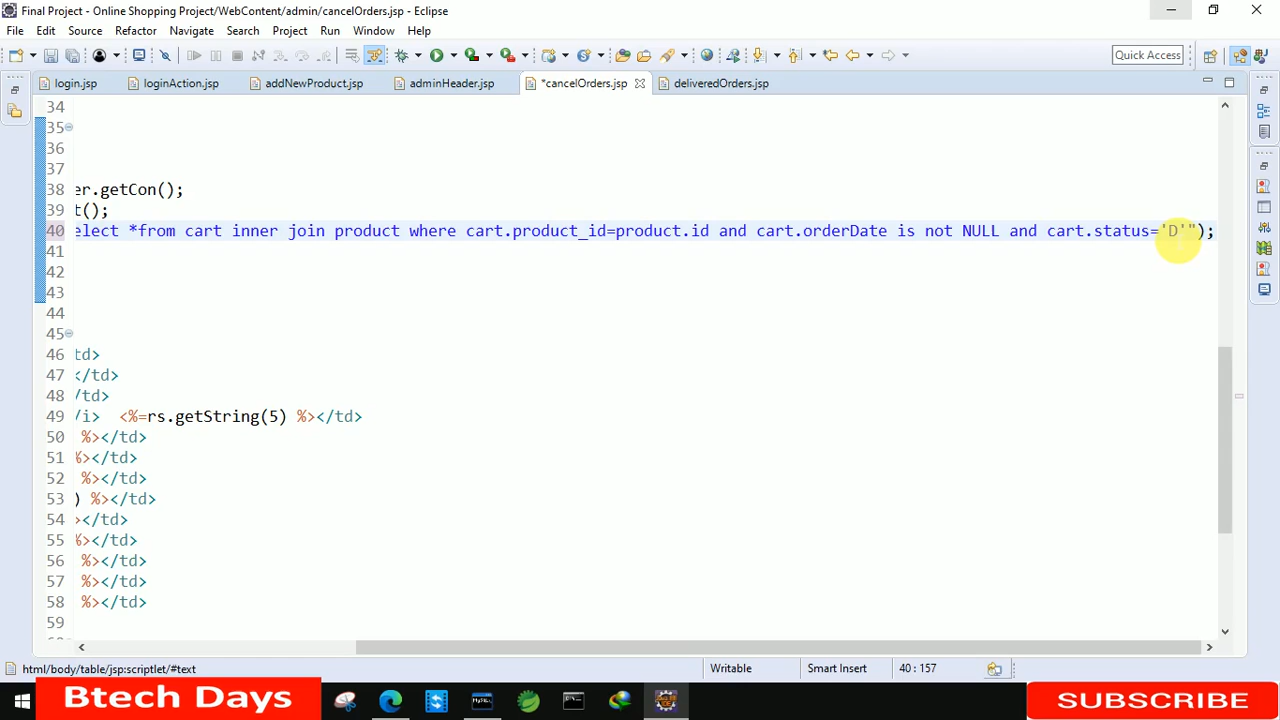 Final Project - Online Shopping Project/WebContent/admin/cancelOrders.jsp - Eclipse
File Edit Source Refactor Navigate Search Project Run Window Help
Quick Access
login.jsp loginAction.jsp addNewProduct.jsp adminHeader.jsp *cancelOrders.jsp deliveredOrders.jsp
34
35
36
37
38 er.getCon();
39 t();
40 elect *from cart inner join product where cart.product_id=product.id and cart.orderDate is not NULL and cart.status='D'");
41
42
43
44
45
46 td>
47 </td>
48 /td>
49 /i> <%=rs.getString(5) %></td>
50 %></td>
51 %></td>
52 %></td>
53 ) %></td>
54 ></td>
55 %></td>
56 %></td>
57 %></td>
58 %></td>
59
html/body/table/jsp:scriptlet/#text Writable Smart Insert 40 : 157
Btech Days SUBSCRIBE